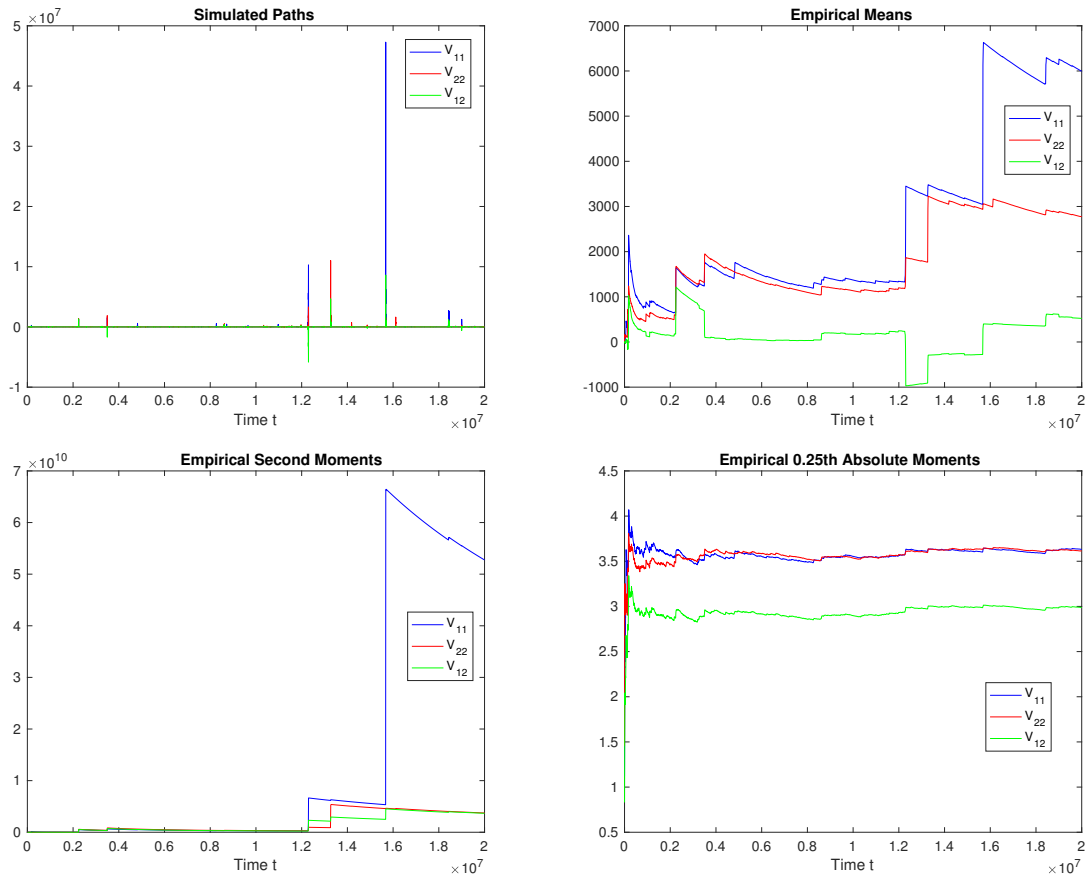 Simulated Paths
×10^7
5
4
3
2
1
0
-1
0 0.2 0.4 0.6 0.8 1 1.2 1.4 1.6 1.8 2
Time t ×10^7
V_11
V_22
V_12
Empirical Means
7000
6000
5000
4000
3000
2000
1000
0
-1000
0 0.2 0.4 0.6 0.8 1 1.2 1.4 1.6 1.8 2
Time t ×10^7
V_11
V_22
V_12
Empirical Second Moments
×10^10
7
6
5
4
3
2
1
0
0 0.2 0.4 0.6 0.8 1 1.2 1.4 1.6 1.8 2
Time t ×10^7
V_11
V_22
V_12
Empirical 0.25th Absolute Moments
4.5
4
3.5
3
2.5
2
1.5
1
0.5
0 0.2 0.4 0.6 0.8 1 1.2 1.4 1.6 1.8 2
Time t ×10^7
V_11
V_22
V_12